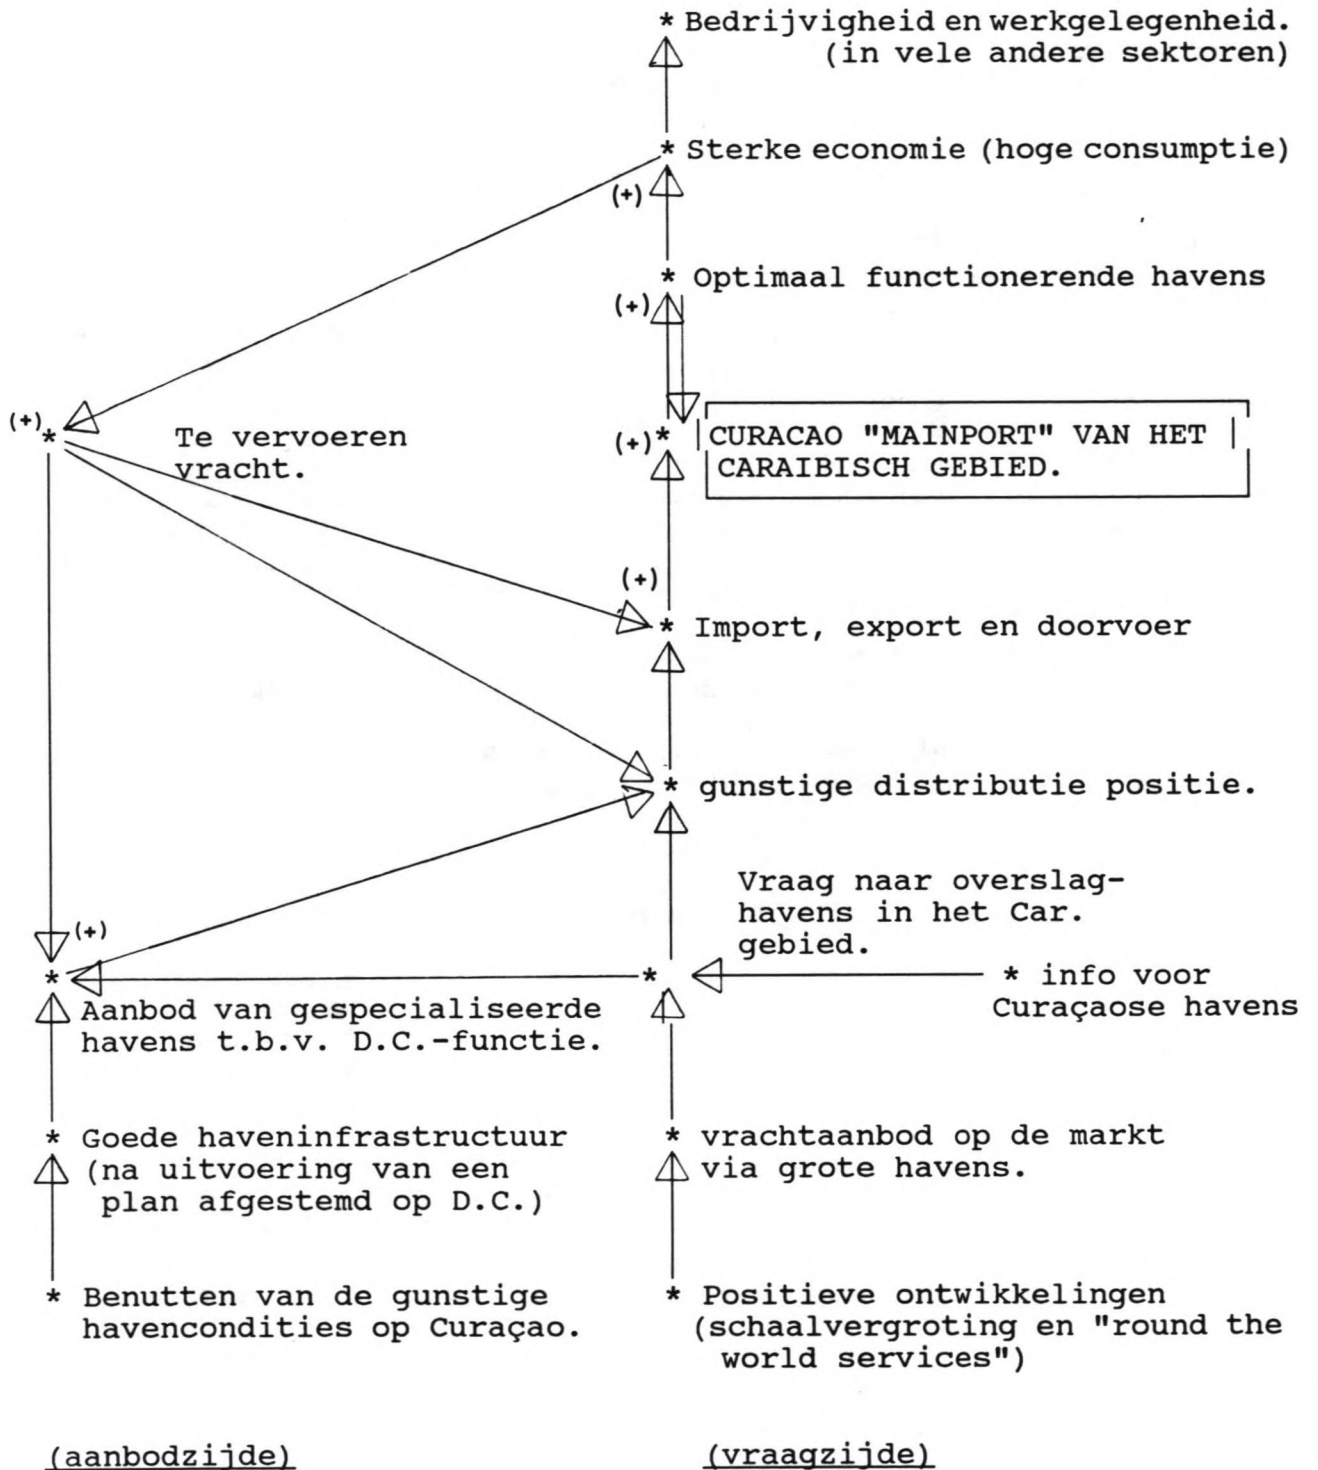 * Bedrijvigheid en werkgelegenheid.
(in vele andere sektoren)
* Sterke economie (hoge consumptie)
(+)
* Optimaal functionerende havens
(+)
(+)
*
Te vervoeren
vracht.
(+)* CURACAO "MAINPORT" VAN HET
CARAIBISCH GEBIED.
(+)
* Import, export en doorvoer
* gunstige distributie positie.
Vraag naar overslag-
havens in het Car.
gebied.
(+)
*
*
* info voor
Curaçaose havens
Aanbod van gespecialiseerde
havens t.b.v. D.C.-functie.
* Goede haveninfrastructuur
(na uitvoering van een
plan afgestemd op D.C.)
* vrachtaanbod op de markt
via grote havens.
* Benutten van de gunstige
havencondities op Curaçao.
* Positieve ontwikkelingen
(schaalvergroting en "round the
world services")
(aanbodzijde)
(vraagzijde)